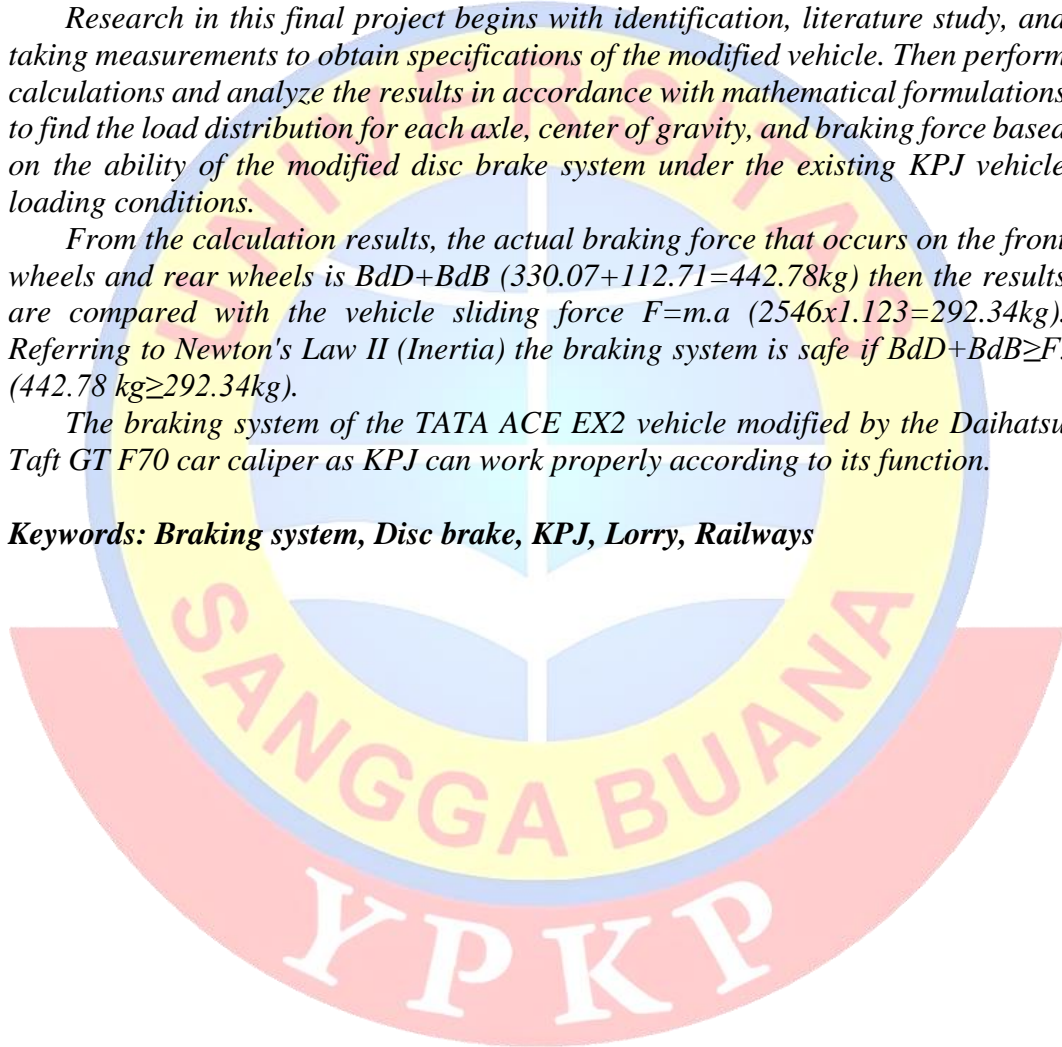 Research in this final project begins with identification, literature study, and
taking measurements to obtain specifications of the modified vehicle. Then perform
calculations and analyze the results in accordance with mathematical formulations
to find the load distribution for each axle, center of gravity, and braking force based
on the ability of the modified disc brake system under the existing KPJ vehicle
loading conditions.
From the calculation results, the actual braking force that occurs on the front
wheels and rear wheels is BdD+BdB (330.07+112.71=442.78kg) then the results
are compared with the vehicle sliding force F=m.a (2546x1.123=292.34kg).
Referring to Newton's Law II (Inertia) the braking system is safe if BdD+BdB≥F.
(442.78 kg≥292.34kg).
The braking system of the TATA ACE EX2 vehicle modified by the Daihatsu
Taft GT F70 car caliper as KPJ can work properly according to its function.
Keywords: Braking system, Disc brake, KPJ, Lorry, Railways
UNIVERSITAS
SANGGA BUANA
YPKP